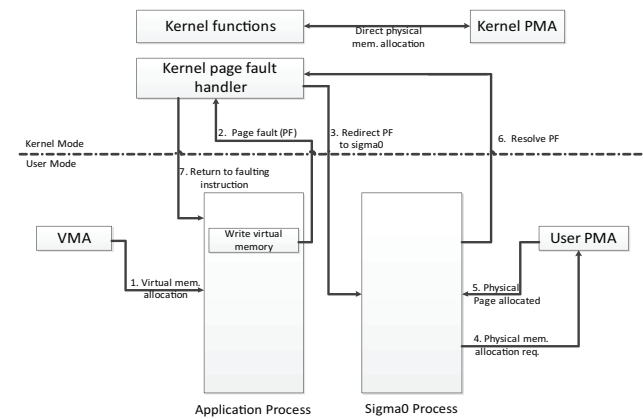 Kernel functions
Direct physical
mem. allocation
Kernel PMA
Kernel page fault
handler
2. Page fault (PF)
3. Redirect PF
to sigma0
6. Resolve PF
Kernel Mode
User Mode
7. Return to faulting
instruction
VMA
Write virtual
memory
User PMA
1. Virtual mem.
allocation
5. Physical
Page allocated
4. Physical mem.
allocation req.
Application Process
Sigma0 Process